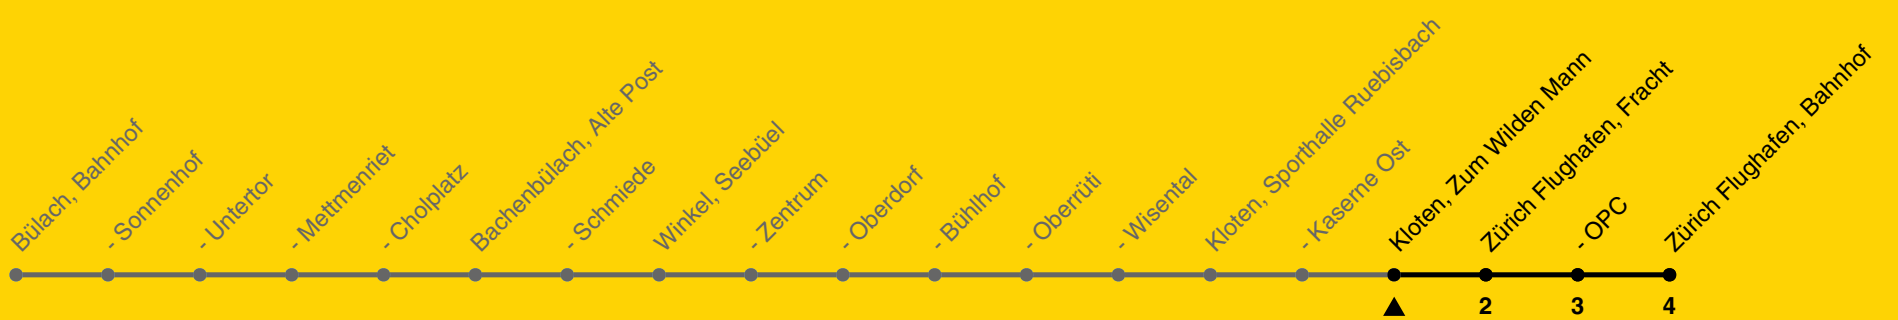 Bülach, Bahnhof
- Sonnenhof
- Untertor
- Mettmenriet
- Cholplatz
Bachenbülach, Alte Post
- Schmiede
Winkel, Seebüel
- Zentrum
- Oberdorf
- Bühlhof
- Oberrüti
- Wisental
Kloten, Sporthalle Ruebisbach
- Kaserne Ost
Kloten, Zum Wilden Mann
Zürich Flughafen, Fracht
- OPC
Zürich Flughafen, Bahnhof
2
3
4